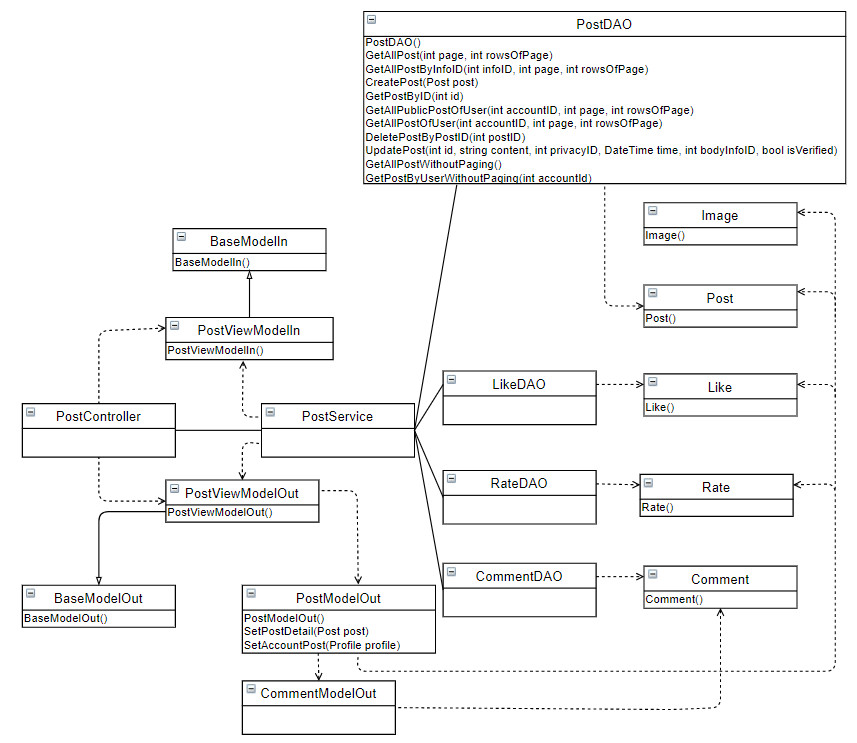 PostDAO
PostDAO()
GetAllPost(int page, int rowsOfPage)
GetAllPostByInfoID(int infoID, int page, int rowsOfPage)
CreatePost(Post post)
GetPostByID(int id)
GetAllPublicPostOfUser(int accountID, int page, int rowsOfPage)
GetAllPostOfUser(int accountID, int page, int rowsOfPage)
DeletePostByPostID(int postID)
UpdatePost(int id, string content, int privacyID, DateTime time, int bodyInfoID, bool isVerified)
GetAllPostWithoutPaging()
GetPostByUserWithoutPaging(int accountId)
Image
Image()
BaseModelIn
BaseModelIn()
Post
Post()
PostViewModelIn
PostViewModelIn()
LikeDAO
Like
Like()
PostController
PostService
RateDAO
Rate
Rate()
PostViewModelOut
PostViewModelOut()
CommentDAO
Comment
Comment()
BaseModelOut
BaseModelOut()
PostModelOut
PostModelOut()
SetPostDetail(Post post)
SetAccountPost(Profile profile)
CommentModelOut